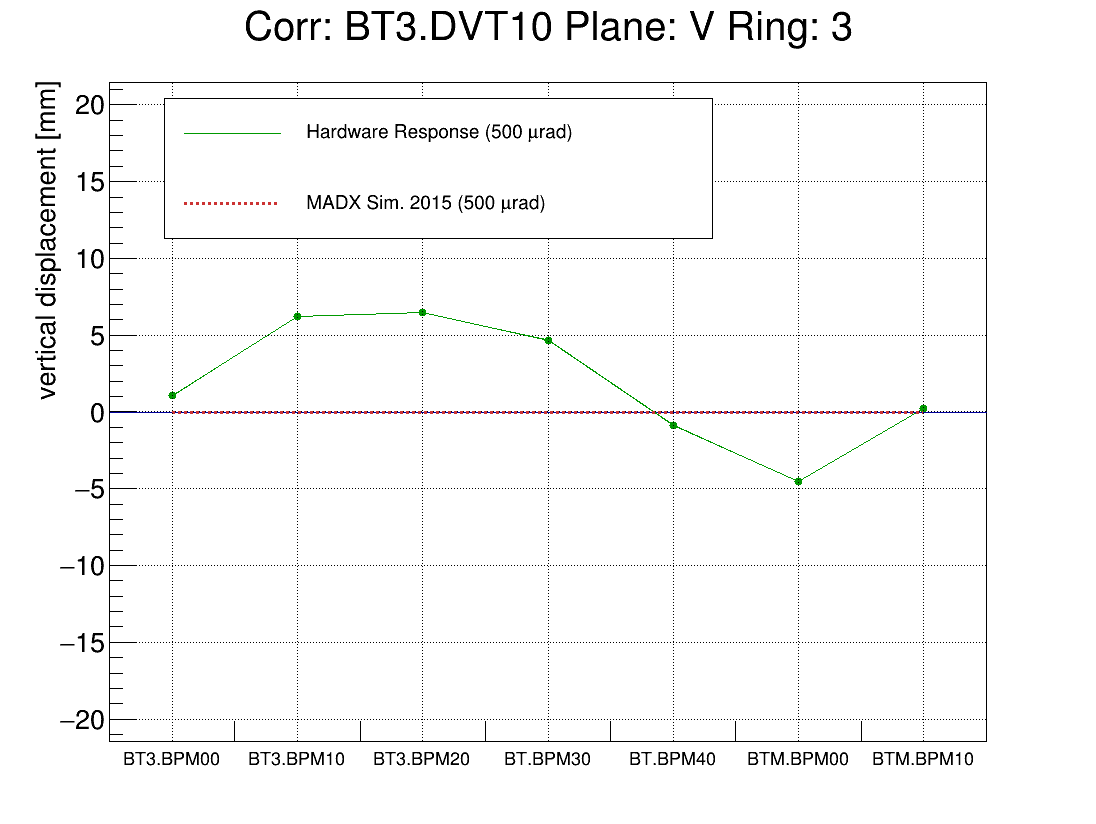 Corr: BT3.DVT10 Plane: V Ring: 3
vertical displacement [mm]
Hardware Response (500 μrad)
MADX Sim. 2015 (500 μrad)
20
15
10
5
0
−5
−10
−15
−20
BT3.BPM00 BT3.BPM10 BT3.BPM20 BT.BPM30 BT.BPM40 BTM.BPM00 BTM.BPM10